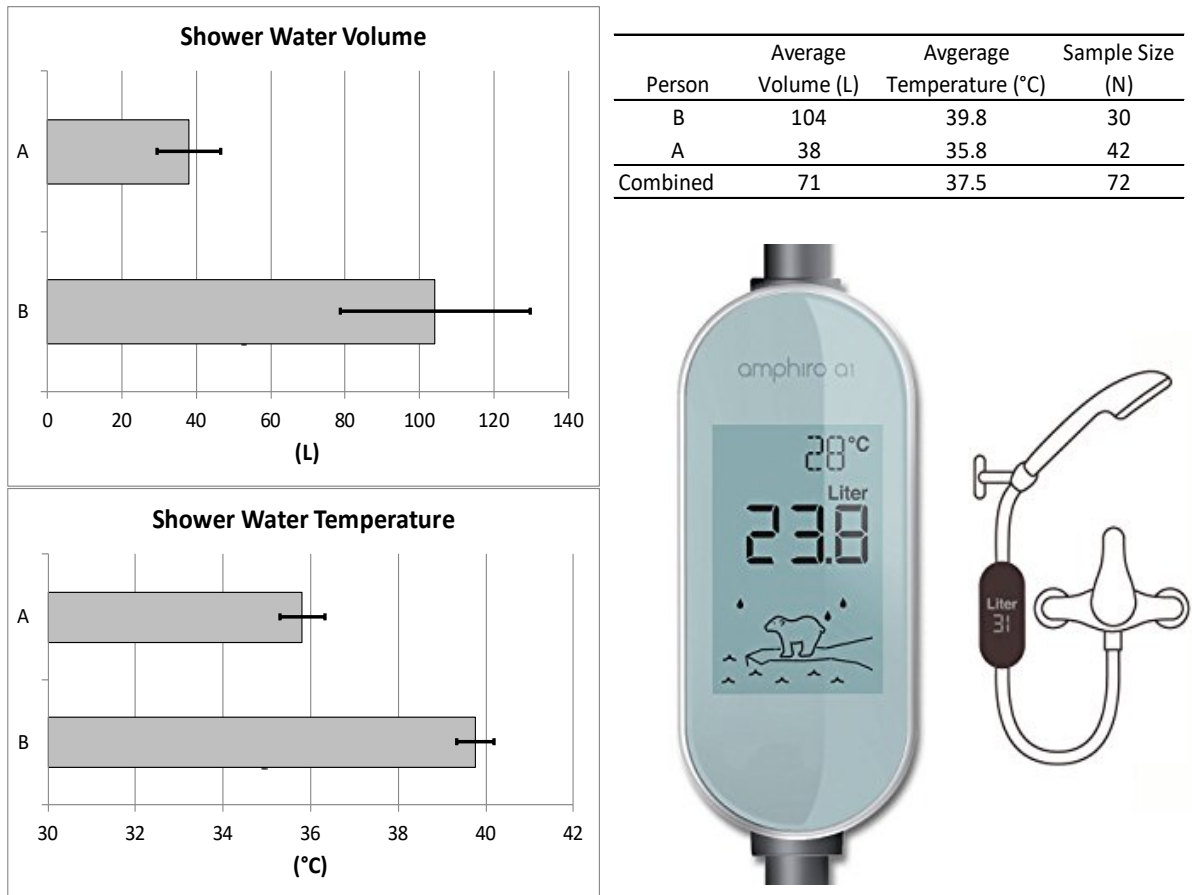 Shower Water Volume
A
B
0 20 40 60 80 100 120 140
(L)
Shower Water Temperature
A
B
30 32 34 36 38 40 42
(°C)
Average Avgerage Sample Size
Person Volume (L) Temperature (°C) (N)
B 104 39.8 30
A 38 35.8 42
Combined 71 37.5 72
amphiro a1
28°C
Liter
23.8
Liter
31